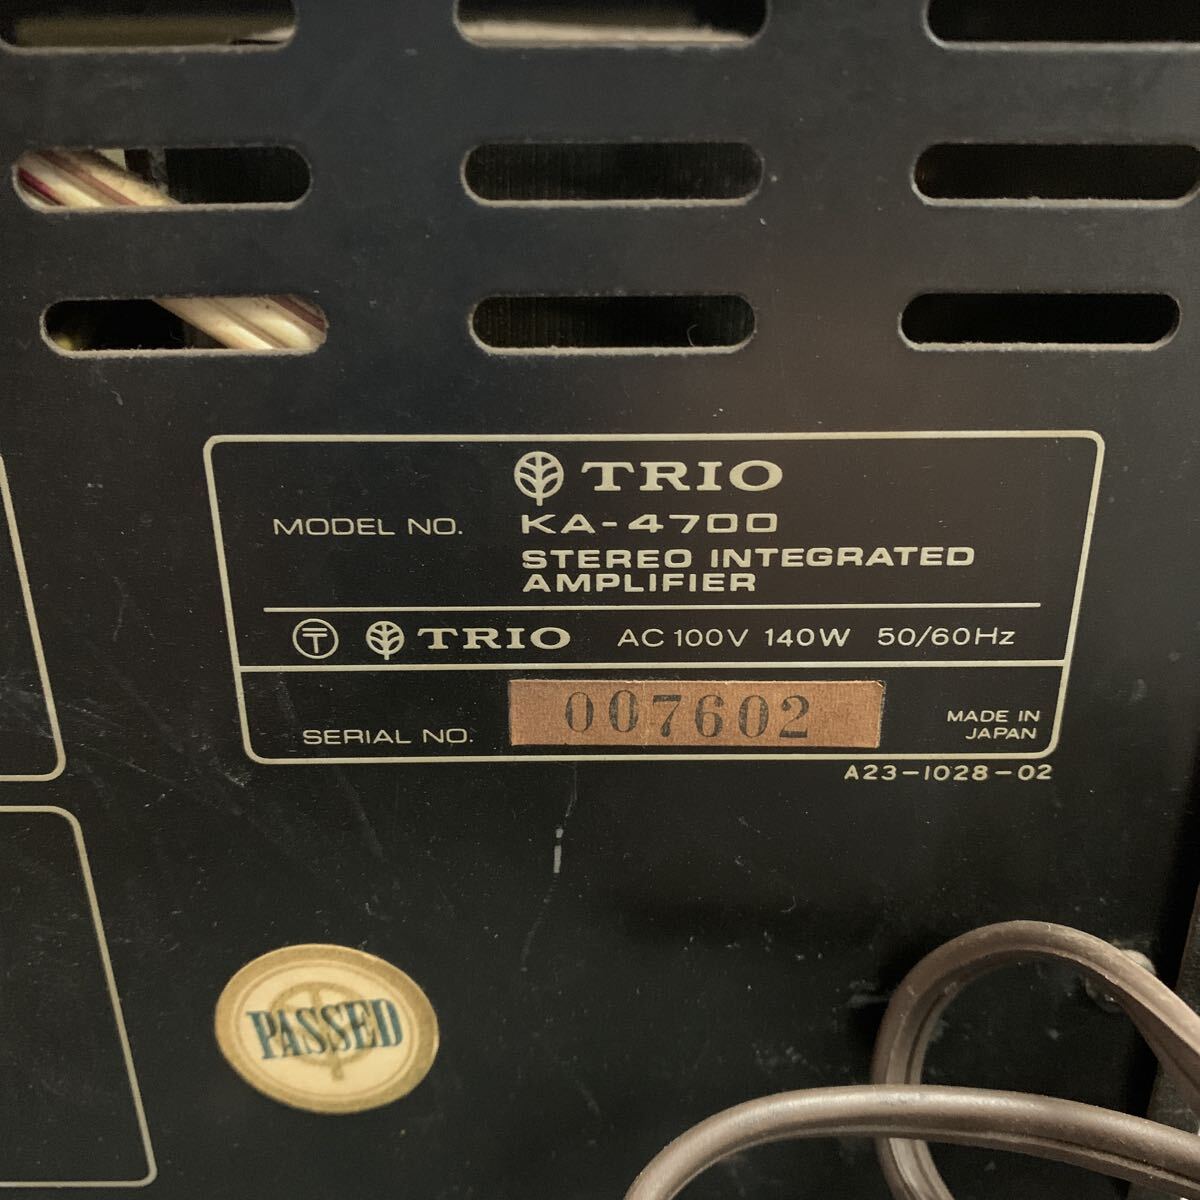 TRIO
MODEL NO. KA-4700
STEREO INTEGRATED
AMPLIFIER
〒 TRIO AC 100V 140W 50/60Hz
SERIAL NO. 007602
MADE IN
JAPAN
A23-1028-02
PASSED